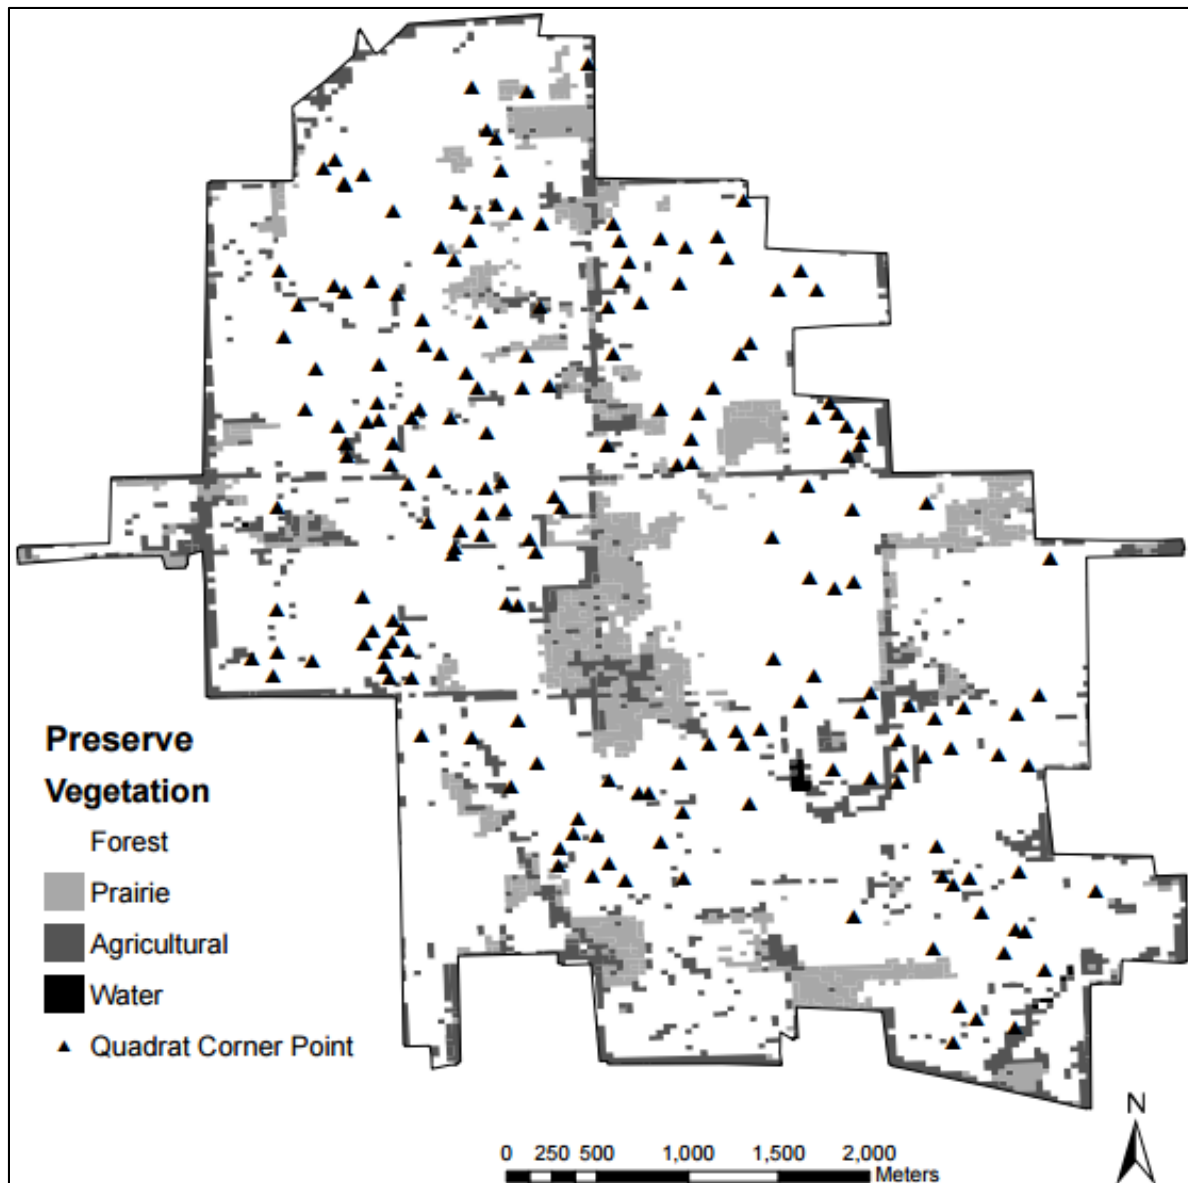 Preserve
Vegetation
Forest
Prairie
Agricultural
Water
Quadrat Corner Point
N
0 250 500 1,000 1,500 2,000
Meters